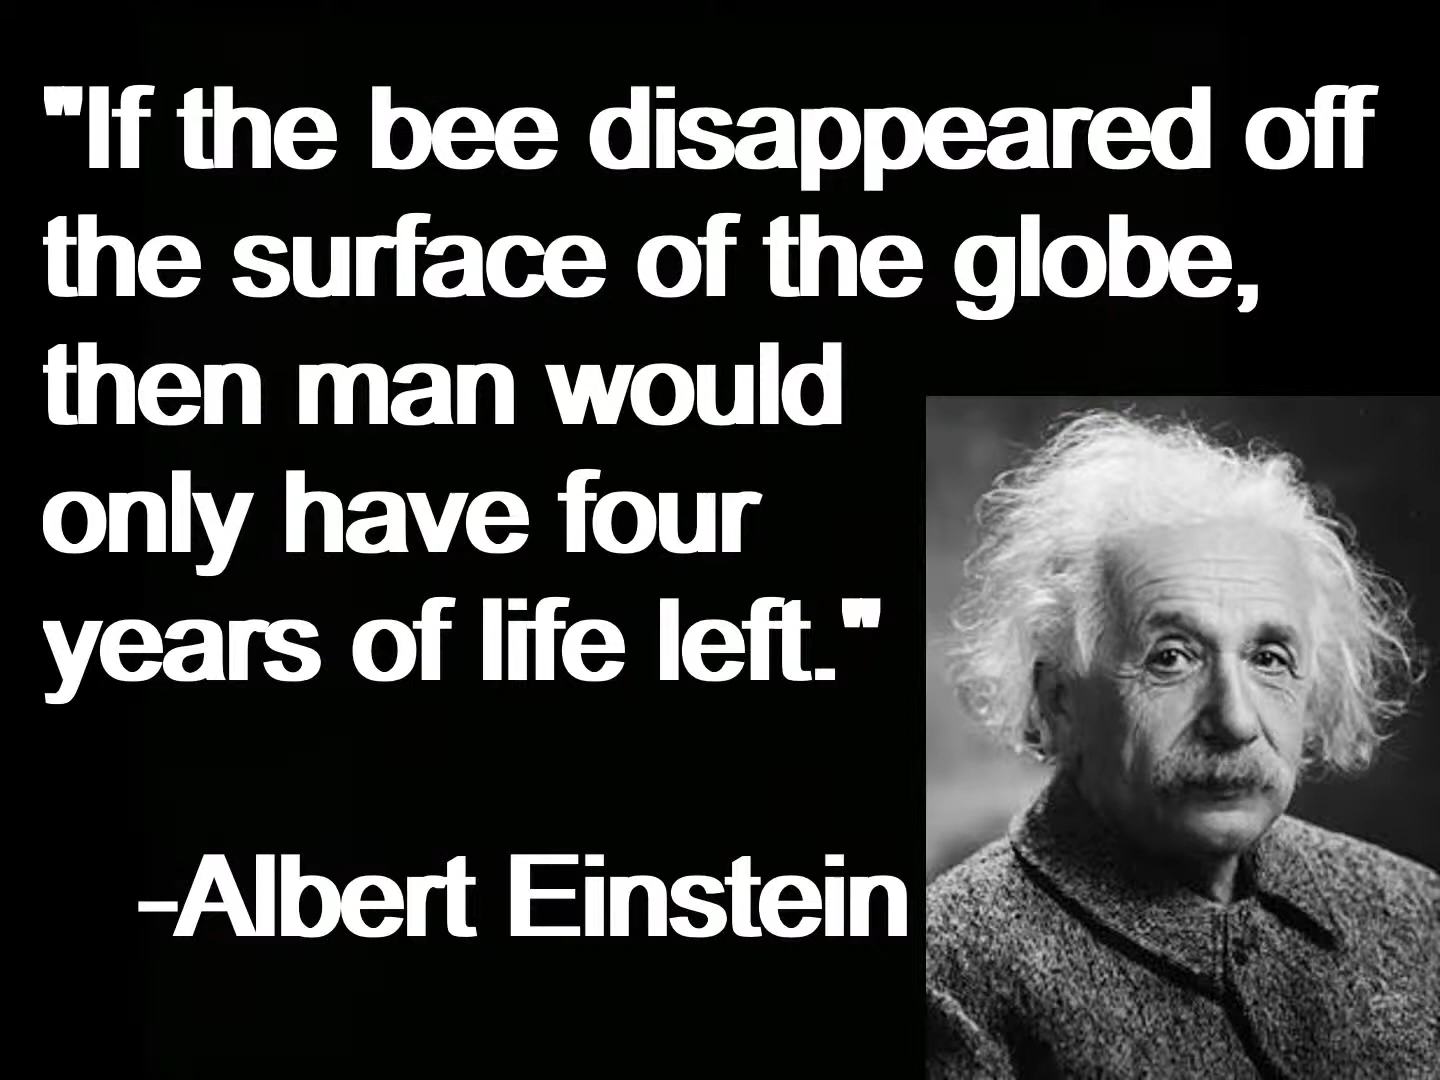 "If the bee disappeared off
the surface of the globe,
then man would
only have four
years of life left."
-Albert Einstein